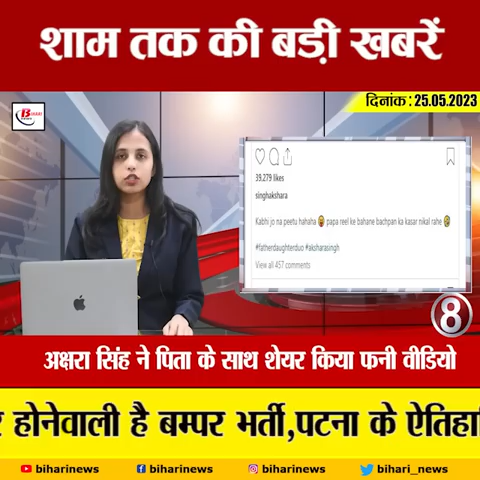 शाम तक की बड़ी खबरें
BIHARI
NEWS
दिनांक : 25.05.2023
39,279 likes
singhakshara
Kabhi jo na peetu hahaha 😛 papa reel ke bahane bachpan ka kasar nikal rahe 😂
#fatherdaughterduo #aksharasingh
View all 457 comments
8
अक्षरा सिंह ने पिता के साथ शेयर किया फनी वीडियो
होनेवाली है बम्पर भर्ती,पटना के
biharinews biharinews biharinews bihari_news